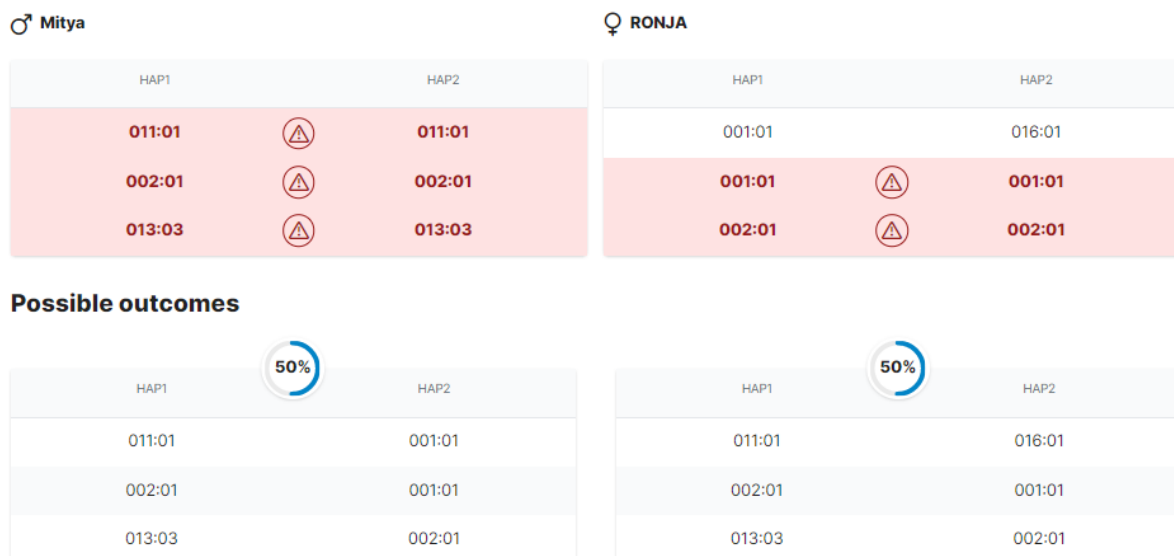 Mitya RONJA
HAP1 HAP2 HAP1 HAP2
011:01 011:01 001:01 016:01
002:01 002:01 001:01 001:01
013:03 013:03 002:01 002:01
Possible outcomes
50% 50%
HAP1 HAP2 HAP1 HAP2
011:01 001:01 011:01 016:01
002:01 001:01 002:01 001:01
013:03 002:01 013:03 002:01